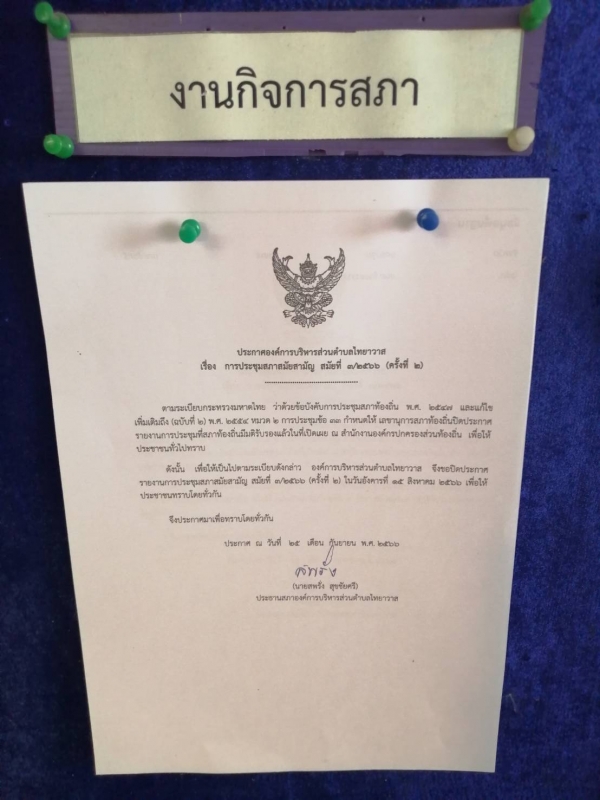 งานกิจการสภา
ประกาศองค์การบริหารส่วนตำบลไทยาวาส
เรื่อง การประชุมสภาสมัยสามัญ สมัยที่ ๓/๒๕๖๖ (ครั้งที่ ๒)
ตามระเบียบกระทรวงมหาดไทย ว่าด้วยข้อบังคับการประชุมสภาท้องถิ่น พ.ศ. ๒๕๔๗ และแก้ไข
เพิ่มเติมถึง (ฉบับที่ ๒) พ.ศ. ๒๕๕๔ หมวด ๒ การประชุมข้อ ๓๓ กำหนดให้ เลขานุการสภาท้องถิ่นปิดประกาศ
รายงานการประชุมที่สภาท้องถิ่นมีมติรับรองแล้วในที่เปิดเผย ณ สำนักงานองค์กรปกครองส่วนท้องถิ่น เพื่อให้
ประชาชนทั่วไปทราบ
ดังนั้น เพื่อให้เป็นไปตามระเบียบดังกล่าว องค์การบริหารส่วนตำบลไทยาวาส จึงขอปิดประกาศ
รายงานการประชุมสภาสมัยสามัญ สมัยที่ ๓/๒๕๖๖ (ครั้งที่ ๒) ในวันอังคารที่ ๑๕ สิงหาคม ๒๕๖๖ เพื่อให้
ประชาชนทราบโดยทั่วกัน
จึงประกาศมาเพื่อทราบโดยทั่วกัน
ประกาศ ณ วันที่ ๒๕ เดือน กันยายน พ.ศ. ๒๕๖๖
(นายสพรั่ง สุขชัยศรี)
ประธานสภาองค์การบริหารส่วนตำบลไทยาวาส